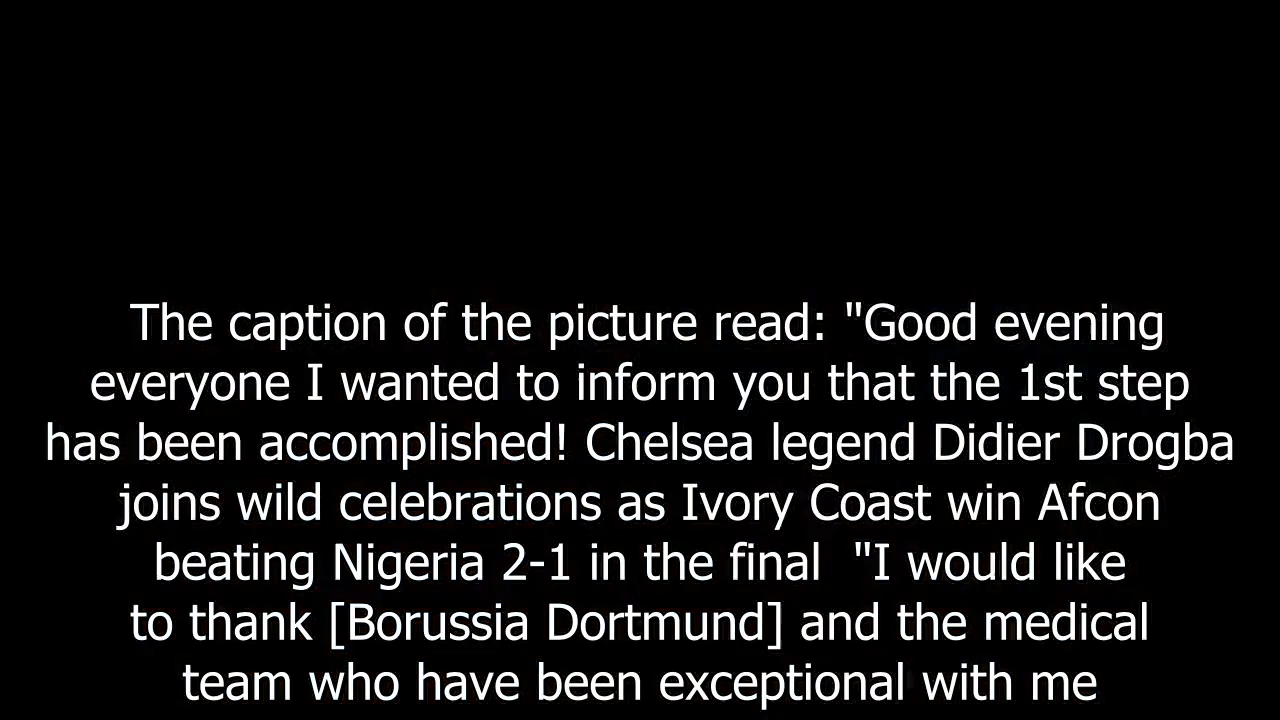 The caption of the picture read: "Good evening
everyone I wanted to inform you that the 1st step
has been accomplished! Chelsea legend Didier Drogba
joins wild celebrations as Ivory Coast win Afcon
beating Nigeria 2-1 in the final  "I would like
to thank [Borussia Dortmund] and the medical
team who have been exceptional with me